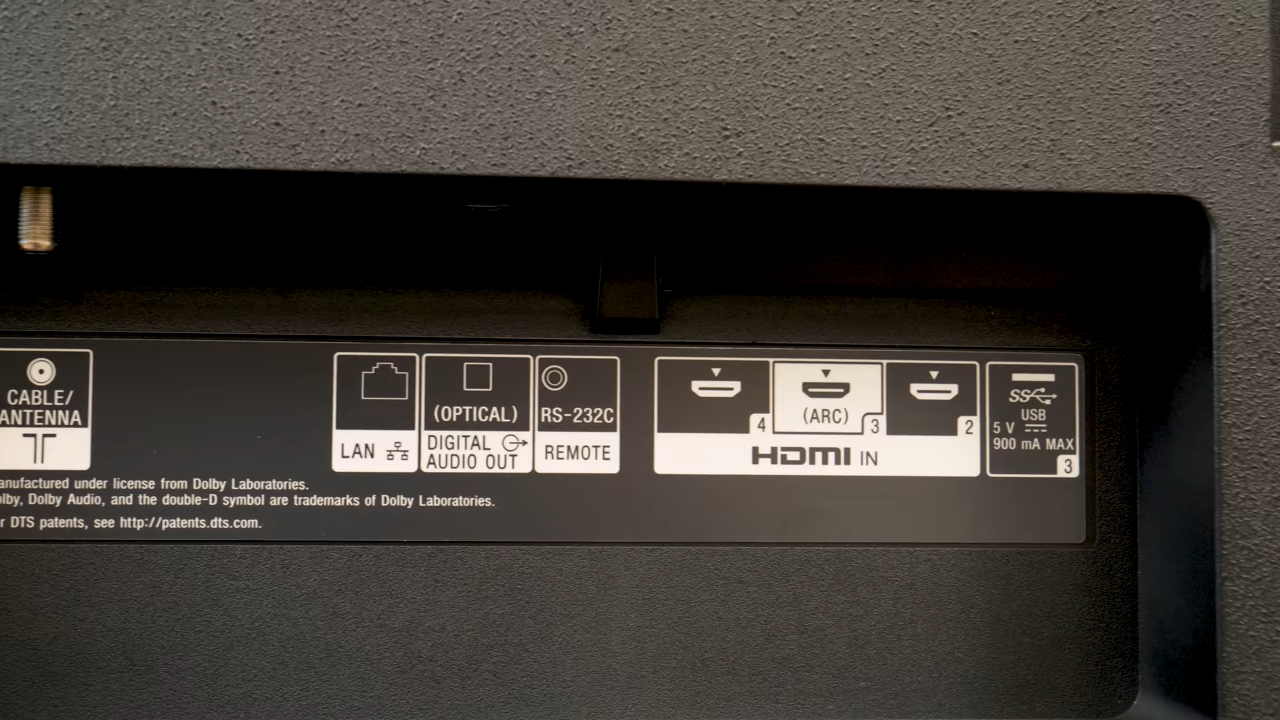 CABLE/
ANTENNA
LAN
(OPTICAL)
DIGITAL
AUDIO OUT
RS-232C
REMOTE
4
(ARC)
3
2
HDMI IN
SS
USB
5 V
900 mA MAX
3
anufactured under license from Dolby Laboratories.
lby, Dolby Audio, and the double-D symbol are trademarks of Dolby Laboratories.
r DTS patents, see http://patents.dts.com.